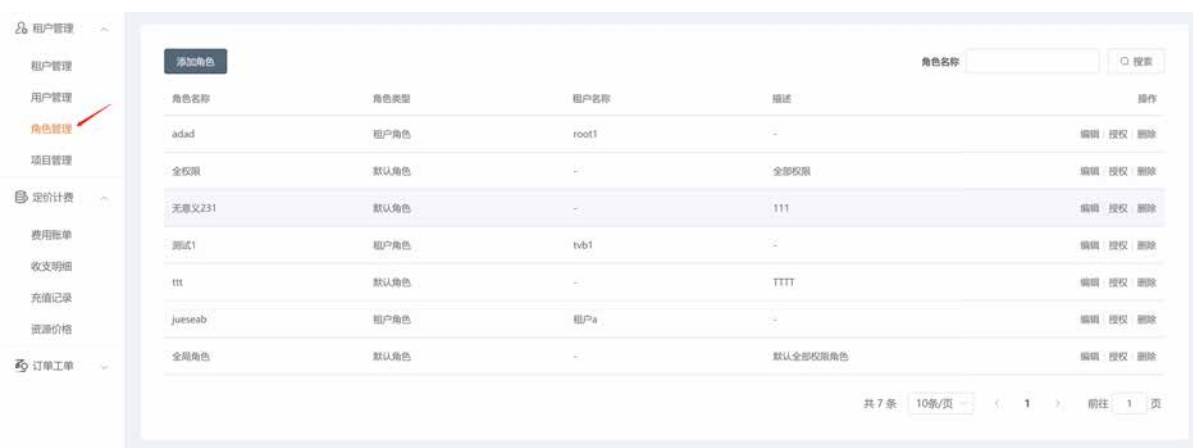 租户管理
租户管理
用户管理
角色管理
项目管理
定价计费
费用账单
收支明细
充值记录
资源价格
订单工单
添加角色 角色名称 搜索
角色名称 角色类型 租户名称 描述 操作
adad 租户角色 root1 - 编辑 授权 删除
全权限 默认角色 - 全部权限 编辑 授权 删除
无意义231 默认角色 - 111 编辑 授权 删除
测试1 租户角色 tvb1 - 编辑 授权 删除
ttt 默认角色 - TTTT 编辑 授权 删除
jueseab 租户角色 租户a - 编辑 授权 删除
全局角色 默认角色 - 默认全部权限角色 编辑 授权 删除
共 7 条 10条/页 1 前往 1 页